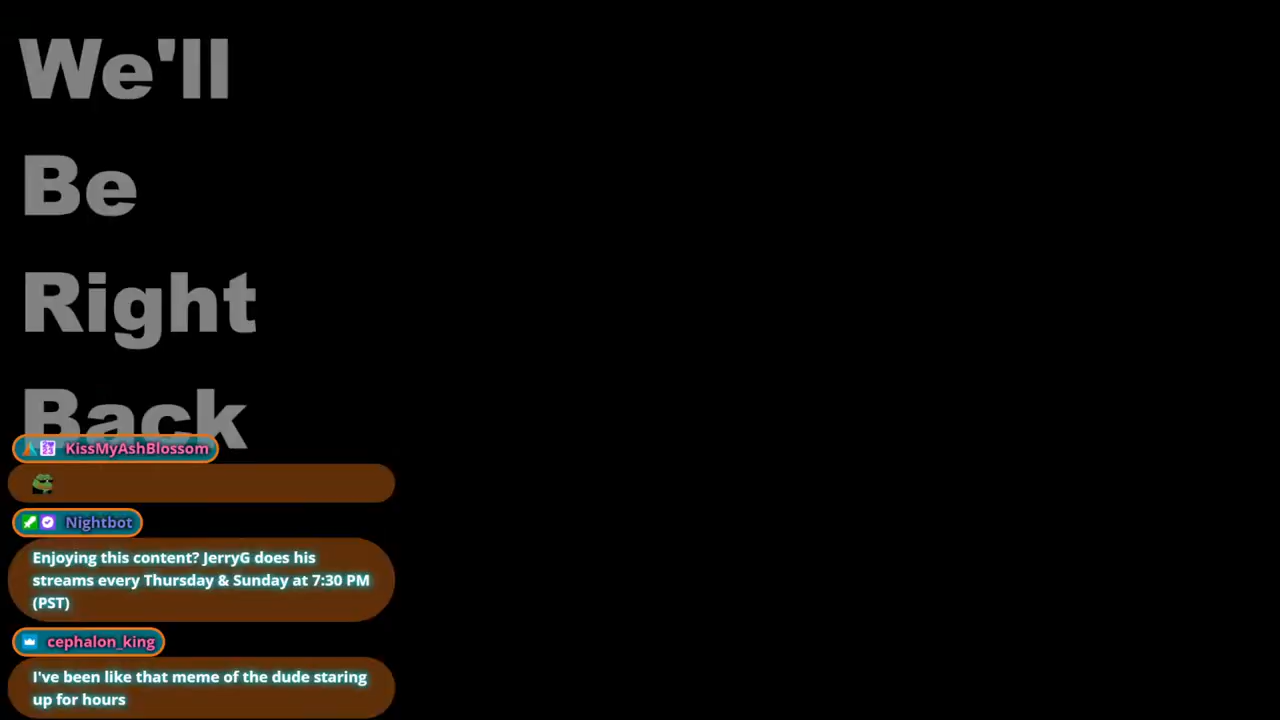 We'll
Be
Right
Back
KissMyAshBlossom
Nightbot
Enjoying this content? JerryG does his
streams every Thursday & Sunday at 7:30 PM
(PST)
cephalon_king
I've been like that meme of the dude staring
up for hours